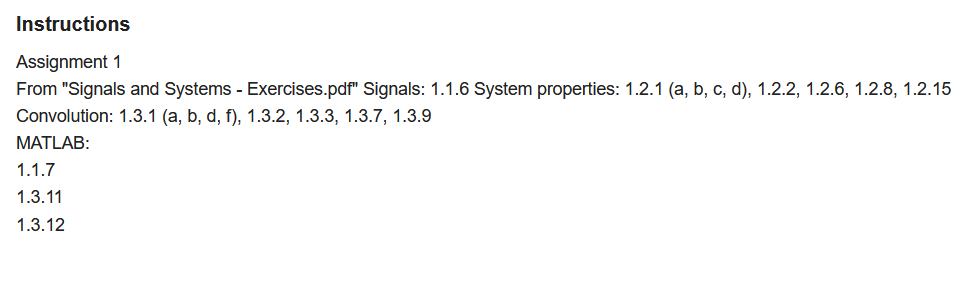 Instructions
Assignment 1
From "Signals and Systems - Exercises.pdf" Signals: 1.1.6 System properties: 1.2.1 (a, b, c, d), 1.2.2, 1.2.6, 1.2.8, 1.2.15
Convolution: 1.3.1 (a, b, d, f), 1.3.2, 1.3.3, 1.3.7, 1.3.9
MATLAB:
1.1.7
1.3.11
1.3.12